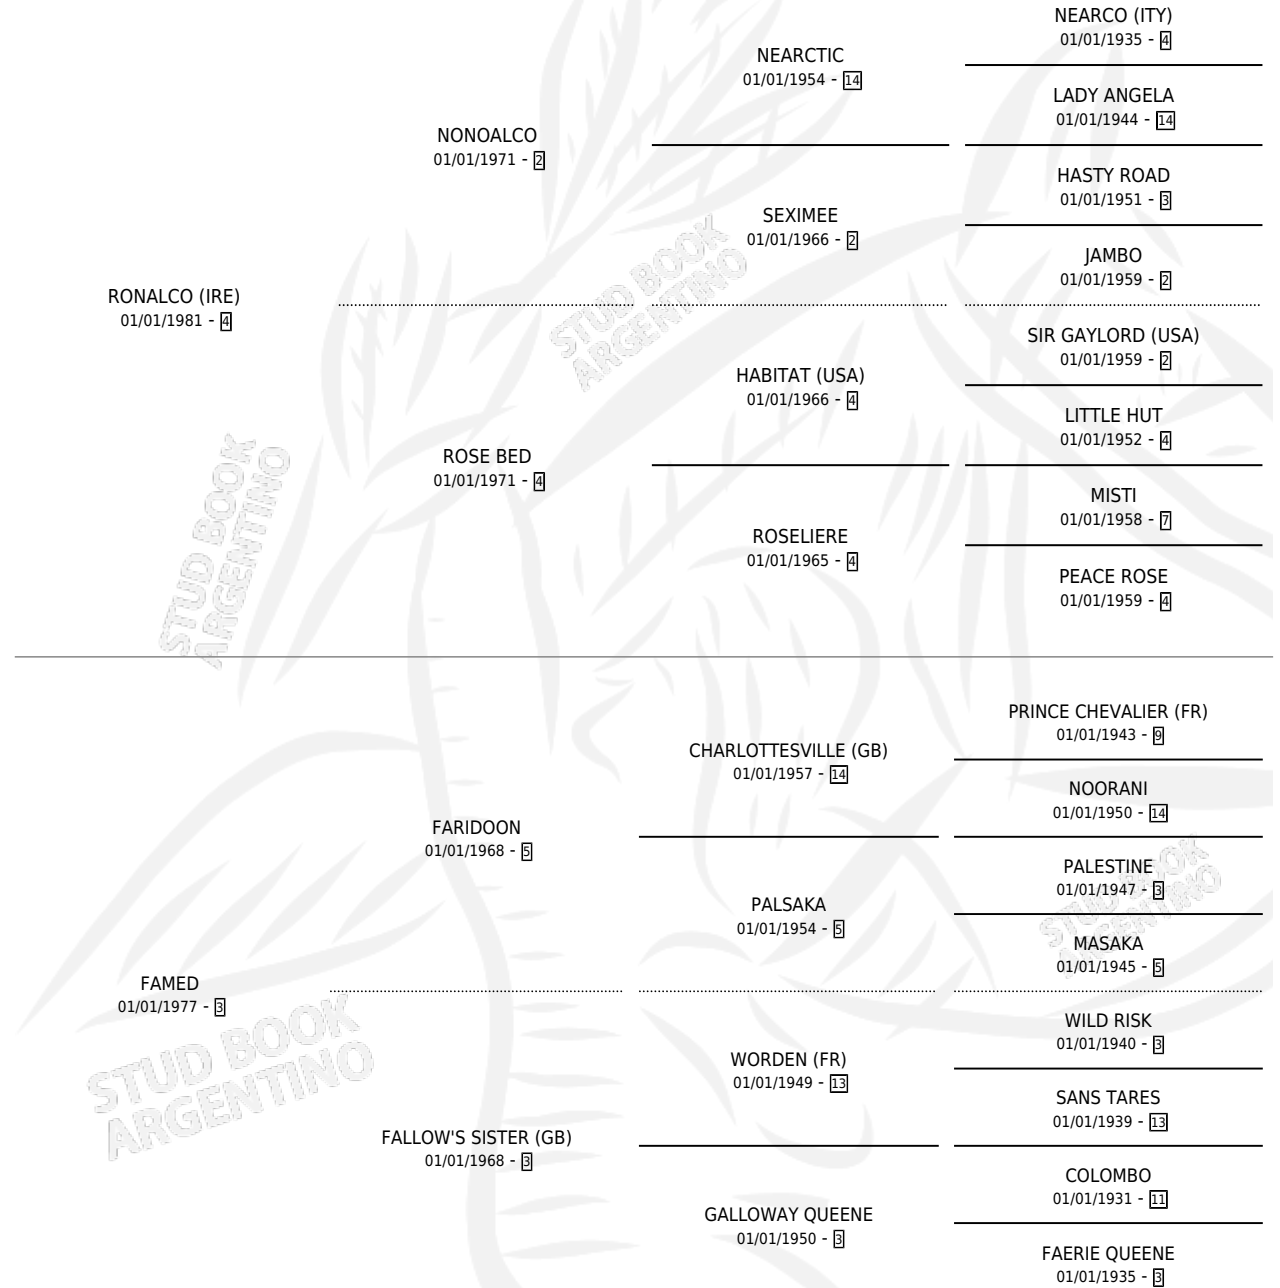 NEARCO (ITY)
01/01/1935 - 4
NEARCTIC
01/01/1954 - 14
LADY ANGELA
01/01/1944 - 14
NONOALCO
01/01/1971 - 2
HASTY ROAD
01/01/1951 - 3
SEXIMEE
01/01/1966 - 2
JAMBO
01/01/1959 - 2
RONALCO (IRE)
01/01/1981 - 4
SIR GAYLORD (USA)
01/01/1959 - 2
HABITAT (USA)
01/01/1966 - 4
LITTLE HUT
01/01/1952 - 4
ROSE BED
01/01/1971 - 4
MISTI
01/01/1958 - 7
ROSELIERE
01/01/1965 - 4
PEACE ROSE
01/01/1959 - 4
PRINCE CHEVALIER (FR)
01/01/1943 - 9
CHARLOTTESVILLE (GB)
01/01/1957 - 14
NOORANI
01/01/1950 - 14
FARIDOON
01/01/1968 - 5
PALESTINE
01/01/1947 - 3
PALSAKA
01/01/1954 - 5
MASAKA
01/01/1945 - 5
FAMED
01/01/1977 - 3
WILD RISK
01/01/1940 - 3
WORDEN (FR)
01/01/1949 - 13
SANS TARES
01/01/1939 - 13
FALLOW'S SISTER (GB)
01/01/1968 - 3
COLOMBO
01/01/1931 - 11
GALLOWAY QUEENE
01/01/1950 - 3
FAERIE QUEENE
01/01/1935 - 3
STUD BOOK
ARGENTINO
STUD BOOK
ARGENTINO
STUD BOOK
ARGENTINO
STUD BOOK
ARGENTINO